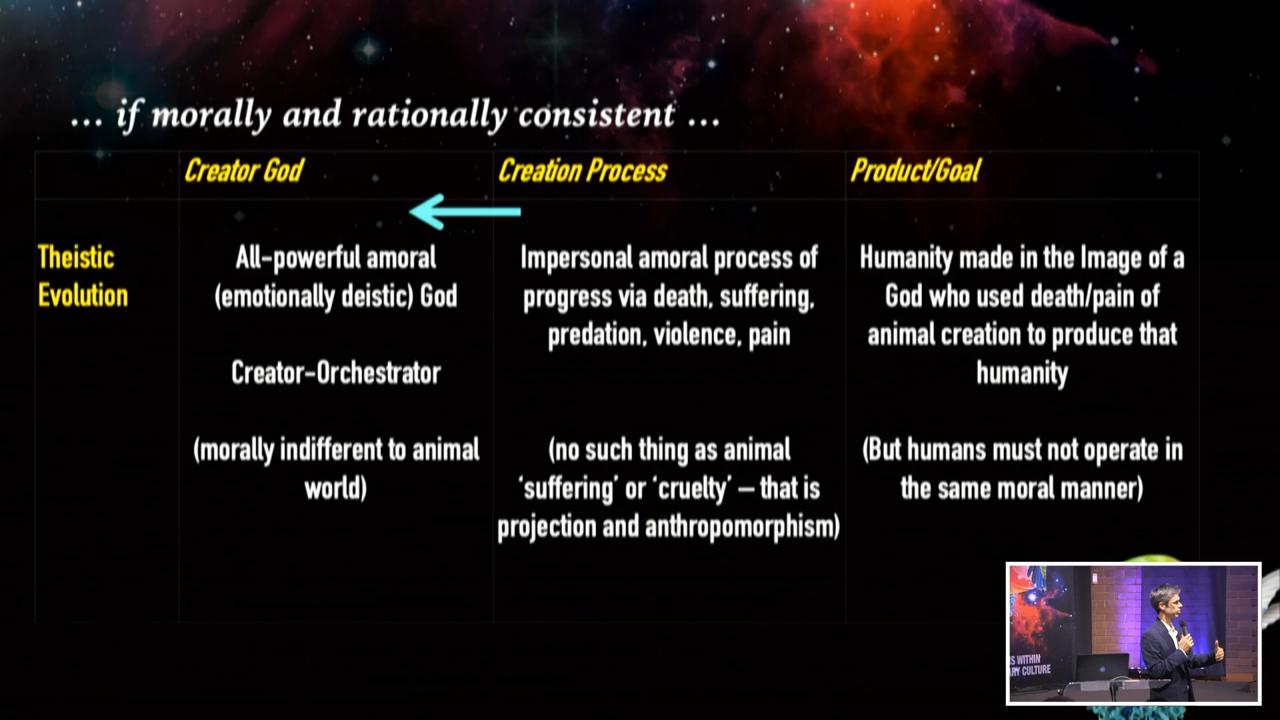 ... if morally and rationally consistent ...
Creator God
Creation Process
Product/Goal
Theistic
Evolution
All-powerful amoral
(emotionally deistic) God
Creator-Orchestrator
(morally indifferent to animal
world)
Impersonal amoral process of
progress via death, suffering,
predation, violence, pain
(no such thing as animal
‘suffering’ or ‘cruelty’ – that is
projection and anthropomorphism)
Humanity made in the Image of a
God who used death/pain of
animal creation to produce that
humanity
(But humans must not operate in
the same moral manner)
S WITHIN
RY CULTURE